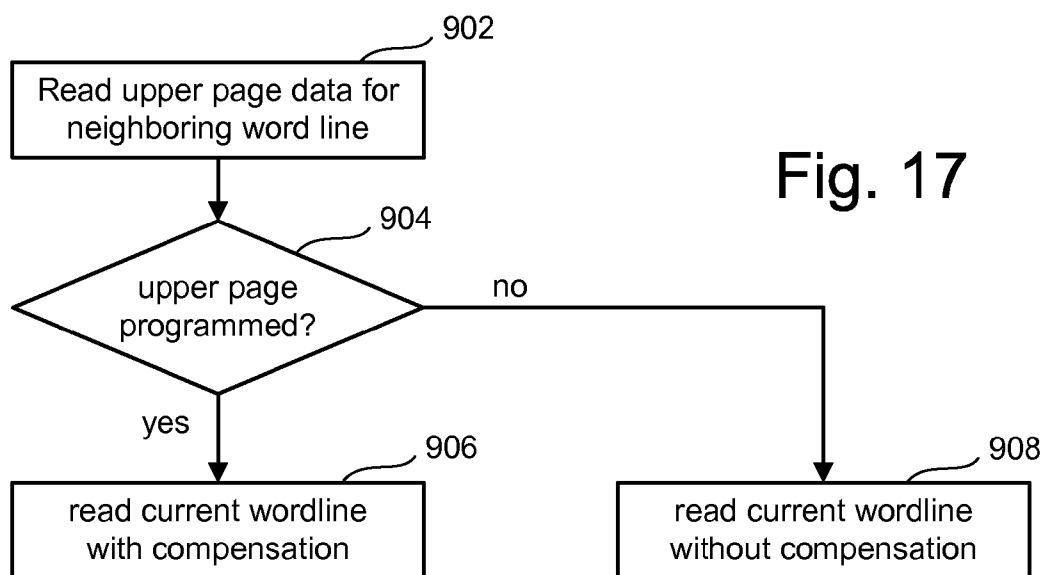 902
Read upper page data for
neighboring word line
Fig. 17
904
upper page
programmed?
no
yes
906
read current wordline
with compensation
908
read current wordline
without compensation